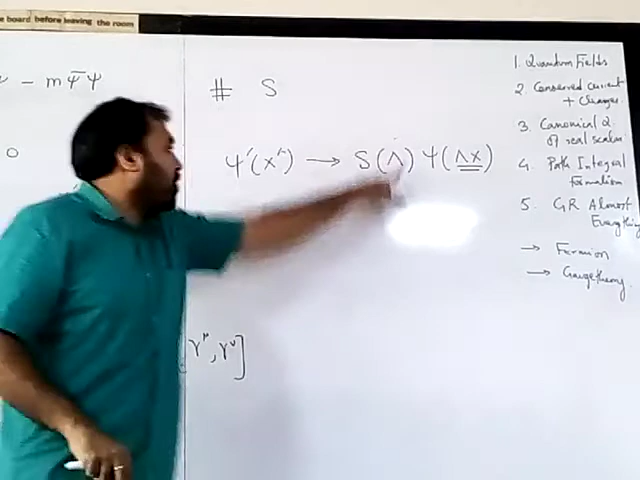 e board before leaving the room
ψ − m ψ̄ ψ
0
# S
ψ'(x'^μ) → S(Λ) ψ(Λx)
[γ^μ, γ^ν]
1. Quantum Fields
2. Conserved current
+ charges
3. Canonical Q.
of real scalar
4. Path Integral
formalism
5. GR Almost
Everything
→ Fermion
→ Gauge theory.